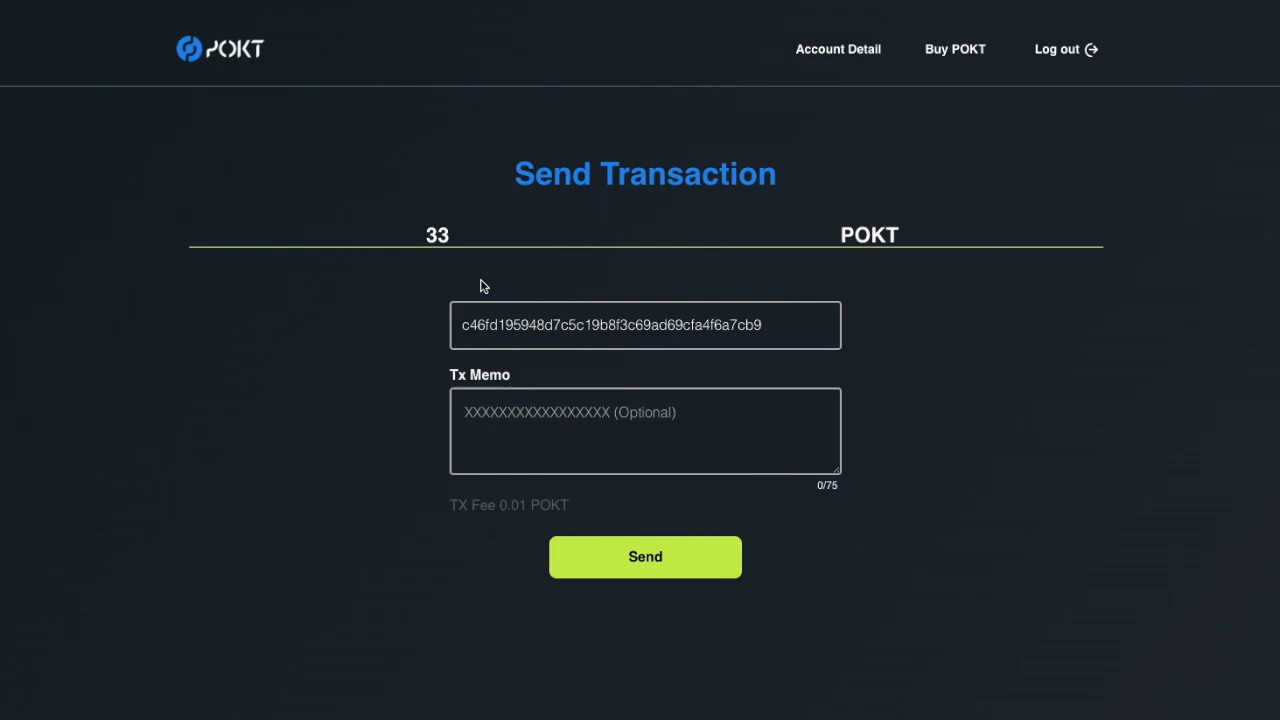 POKT
Account Detail
Buy POKT
Log out
Send Transaction
33
POKT
c46fd195948d7c5c19b8f3c69ad69cfa4f6a7cb9
Tx Memo
XXXXXXXXXXXXXXXXX (Optional)
0/75
TX Fee 0.01 POKT
Send